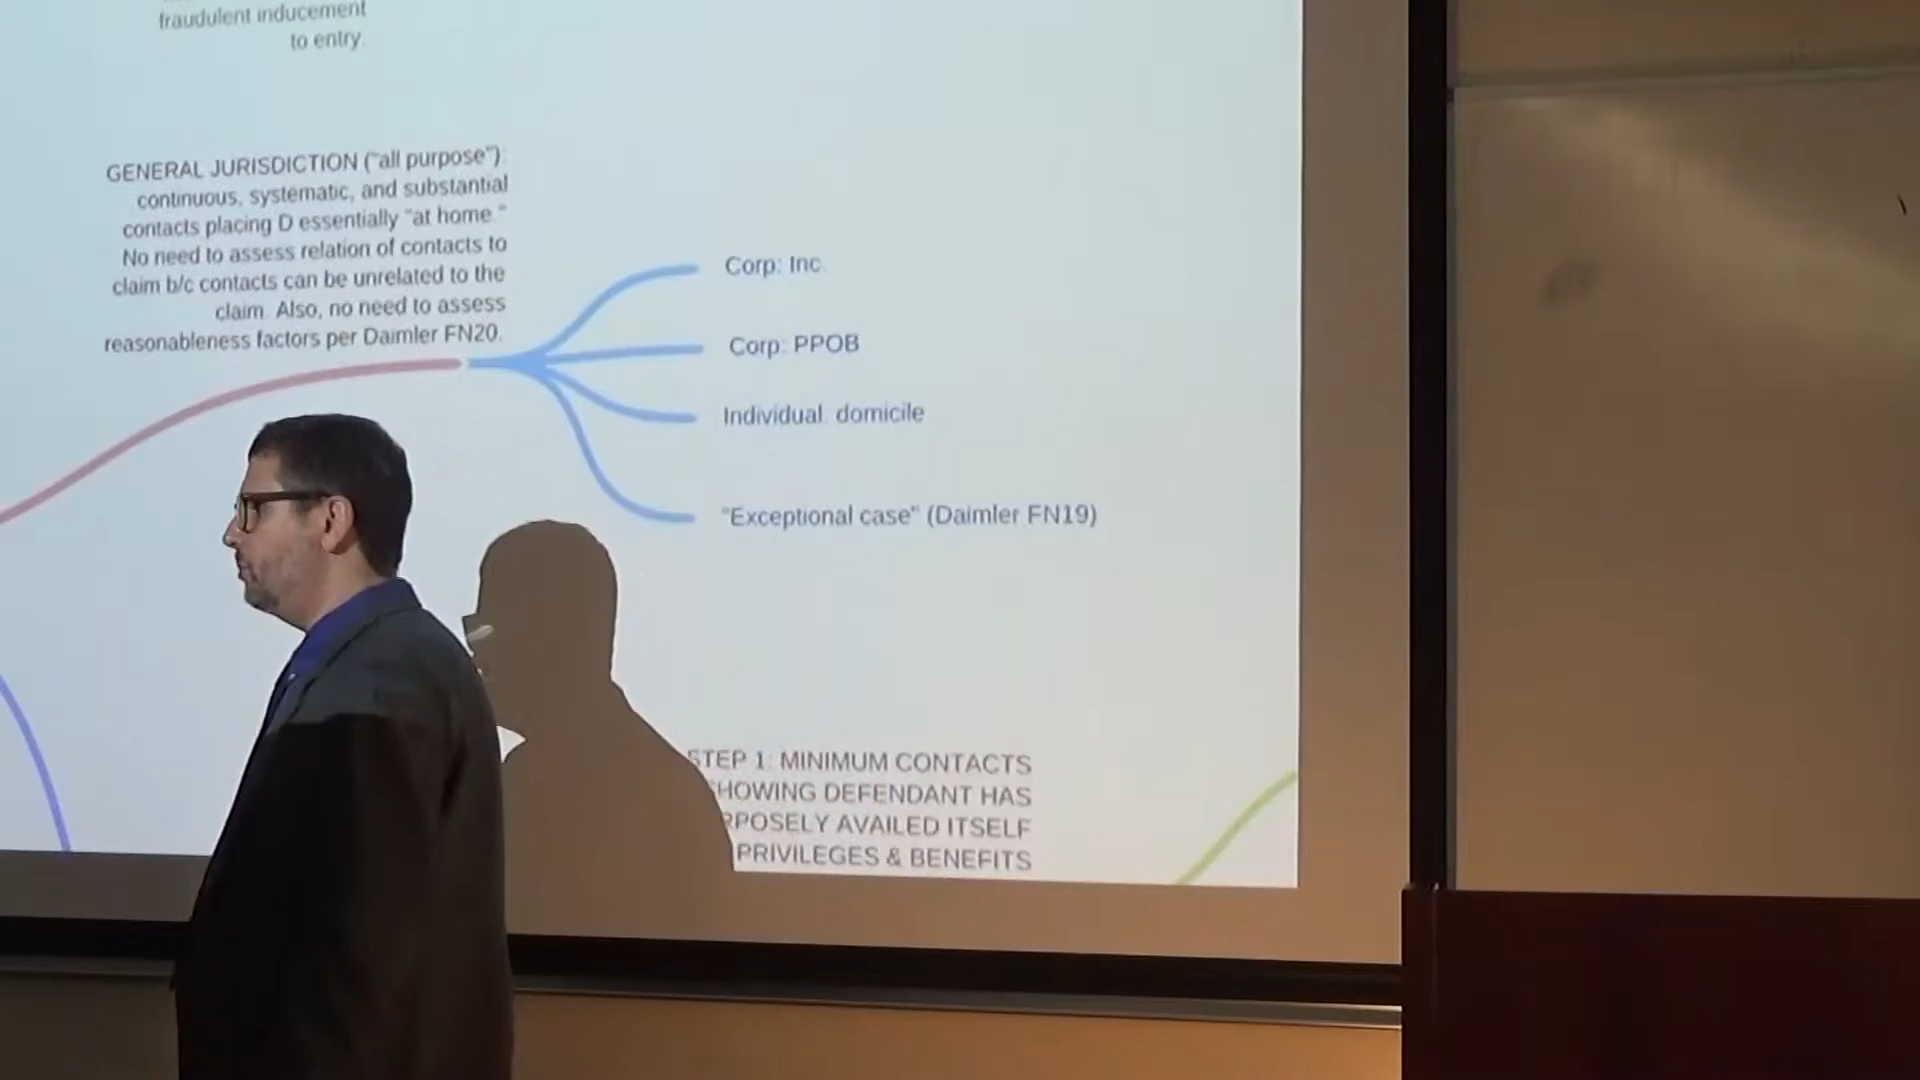 fraudulent inducement
to entry.
GENERAL JURISDICTION ("all purpose"):
continuous, systematic, and substantial
contacts placing D essentially "at home."
No need to assess relation of contacts to
claim b/c contacts can be unrelated to the
claim. Also, no need to assess
reasonableness factors per Daimler FN20.
Corp: Inc.
Corp: PPOB
Individual: domicile
"Exceptional case" (Daimler FN19)
STEP 1: MINIMUM CONTACTS
HOWING DEFENDANT HAS
RPOSELY AVAILED ITSELF
PRIVILEGES & BENEFITS